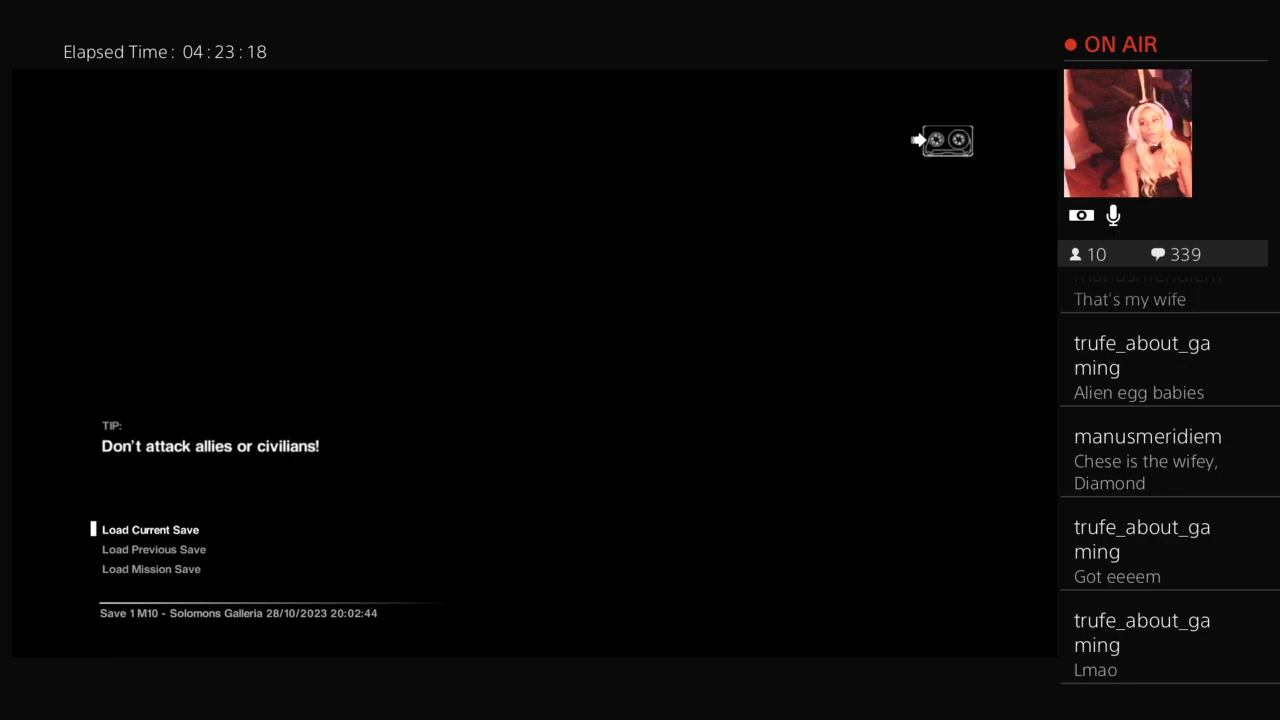 Elapsed Time: 04:23:18
ON AIR
10 339
That's my wife
trufe_about_ga
ming
Alien egg babies
manusmeridiem
Chese is the wifey,
Diamond
trufe_about_ga
ming
Got eeeem
trufe_about_ga
ming
Lmao
TIP:
Don't attack allies or civilians!
Load Current Save
Load Previous Save
Load Mission Save
Save 1 M10 - Solomons Galleria 28/10/2023 20:02:44